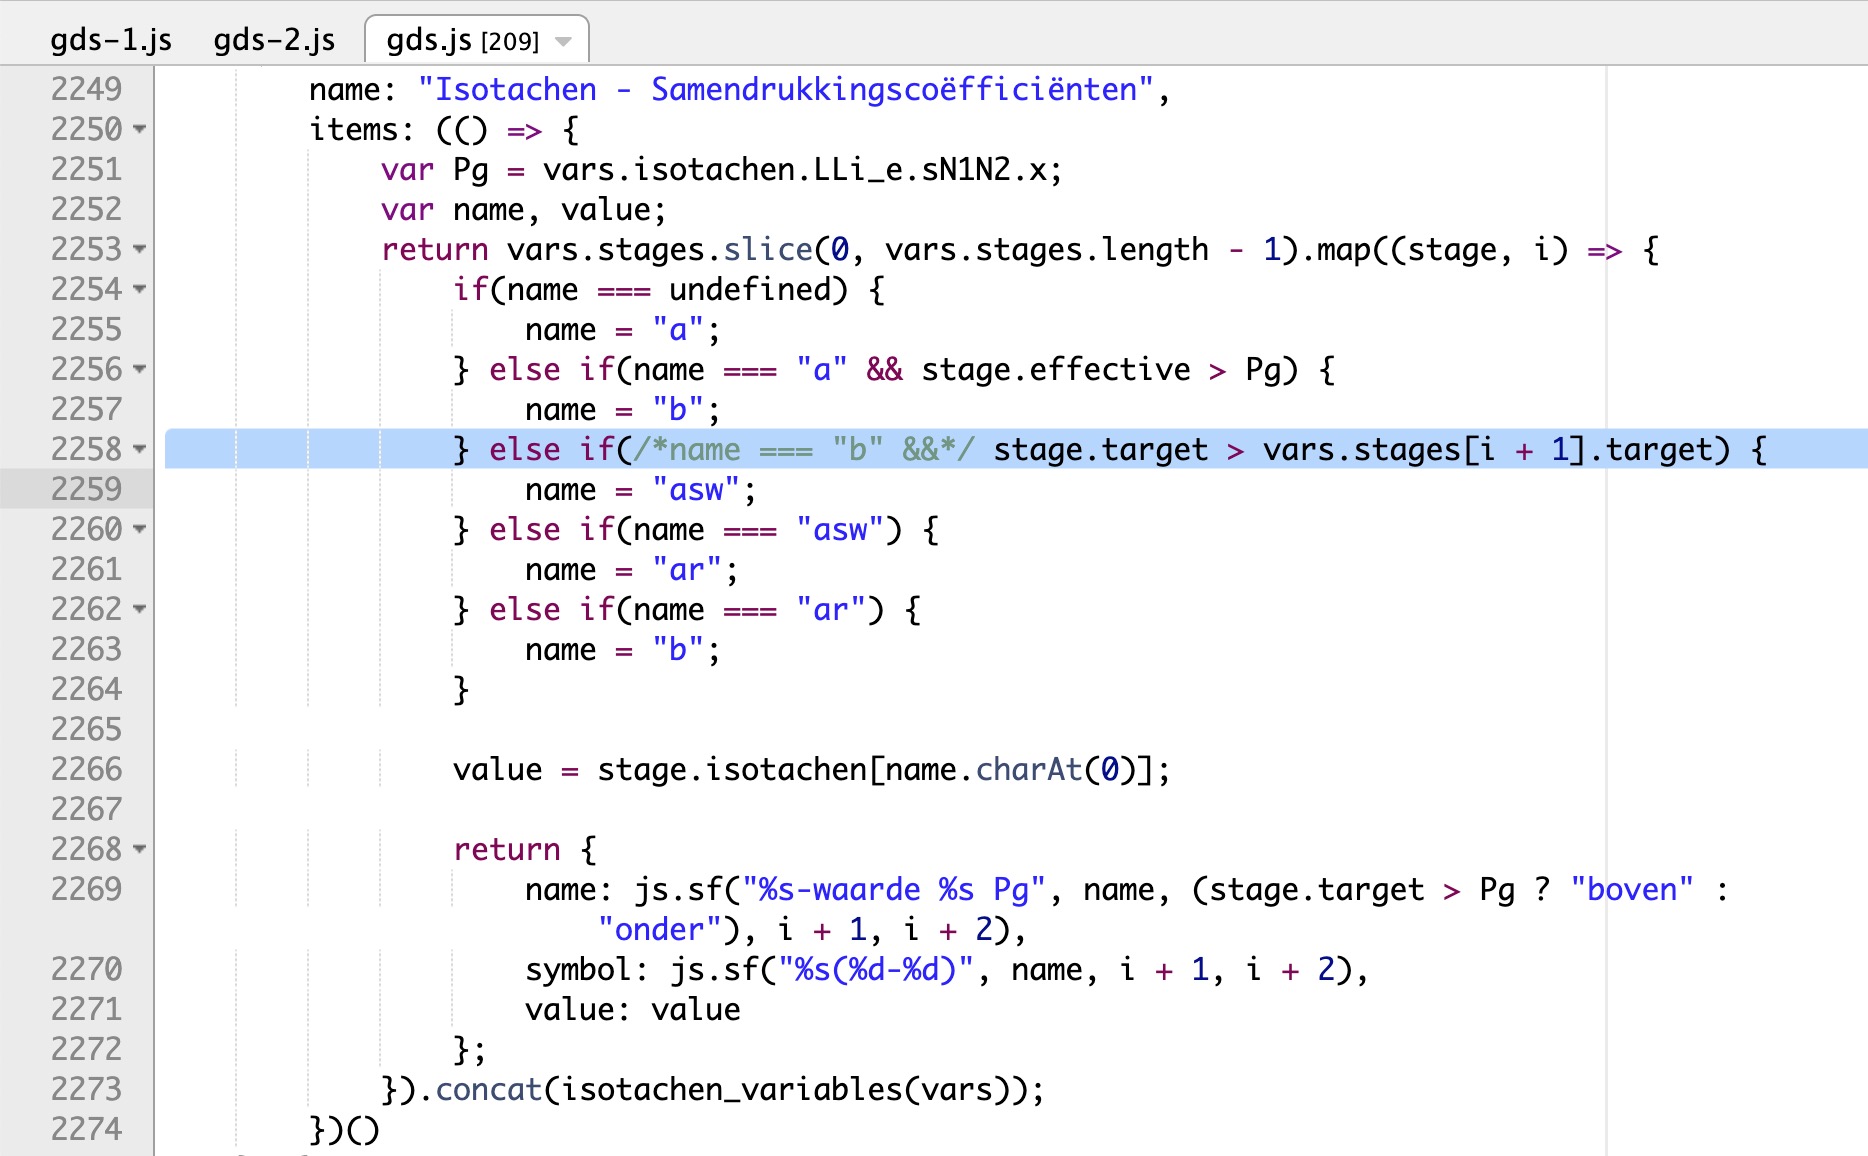 gds-1.js gds-2.js gds.js [209]
2249 name: "Isotachen - Samendrukkingscoëfficiënten",
2250 items: (() => {
2251 var Pg = vars.isotachen.LLi_e.sN1N2.x;
2252 var name, value;
2253 return vars.stages.slice(0, vars.stages.length - 1).map((stage, i) => {
2254 if(name === undefined) {
2255 name = "a";
2256 } else if(name === "a" && stage.effective > Pg) {
2257 name = "b";
2258 } else if(/*name === "b" &&*/ stage.target > vars.stages[i + 1].target) {
2259 name = "asw";
2260 } else if(name === "asw") {
2261 name = "ar";
2262 } else if(name === "ar") {
2263 name = "b";
2264 }
2265
2266 value = stage.isotachen[name.charAt(0)];
2267
2268 return {
2269 name: js.sf("%s-waarde %s Pg", name, (stage.target > Pg ? "boven" :
"onder"), i + 1, i + 2),
2270 symbol: js.sf("%s(%d-%d)", name, i + 1, i + 2),
2271 value: value
2272 };
2273 }).concat(isotachen_variables(vars));
2274 })()